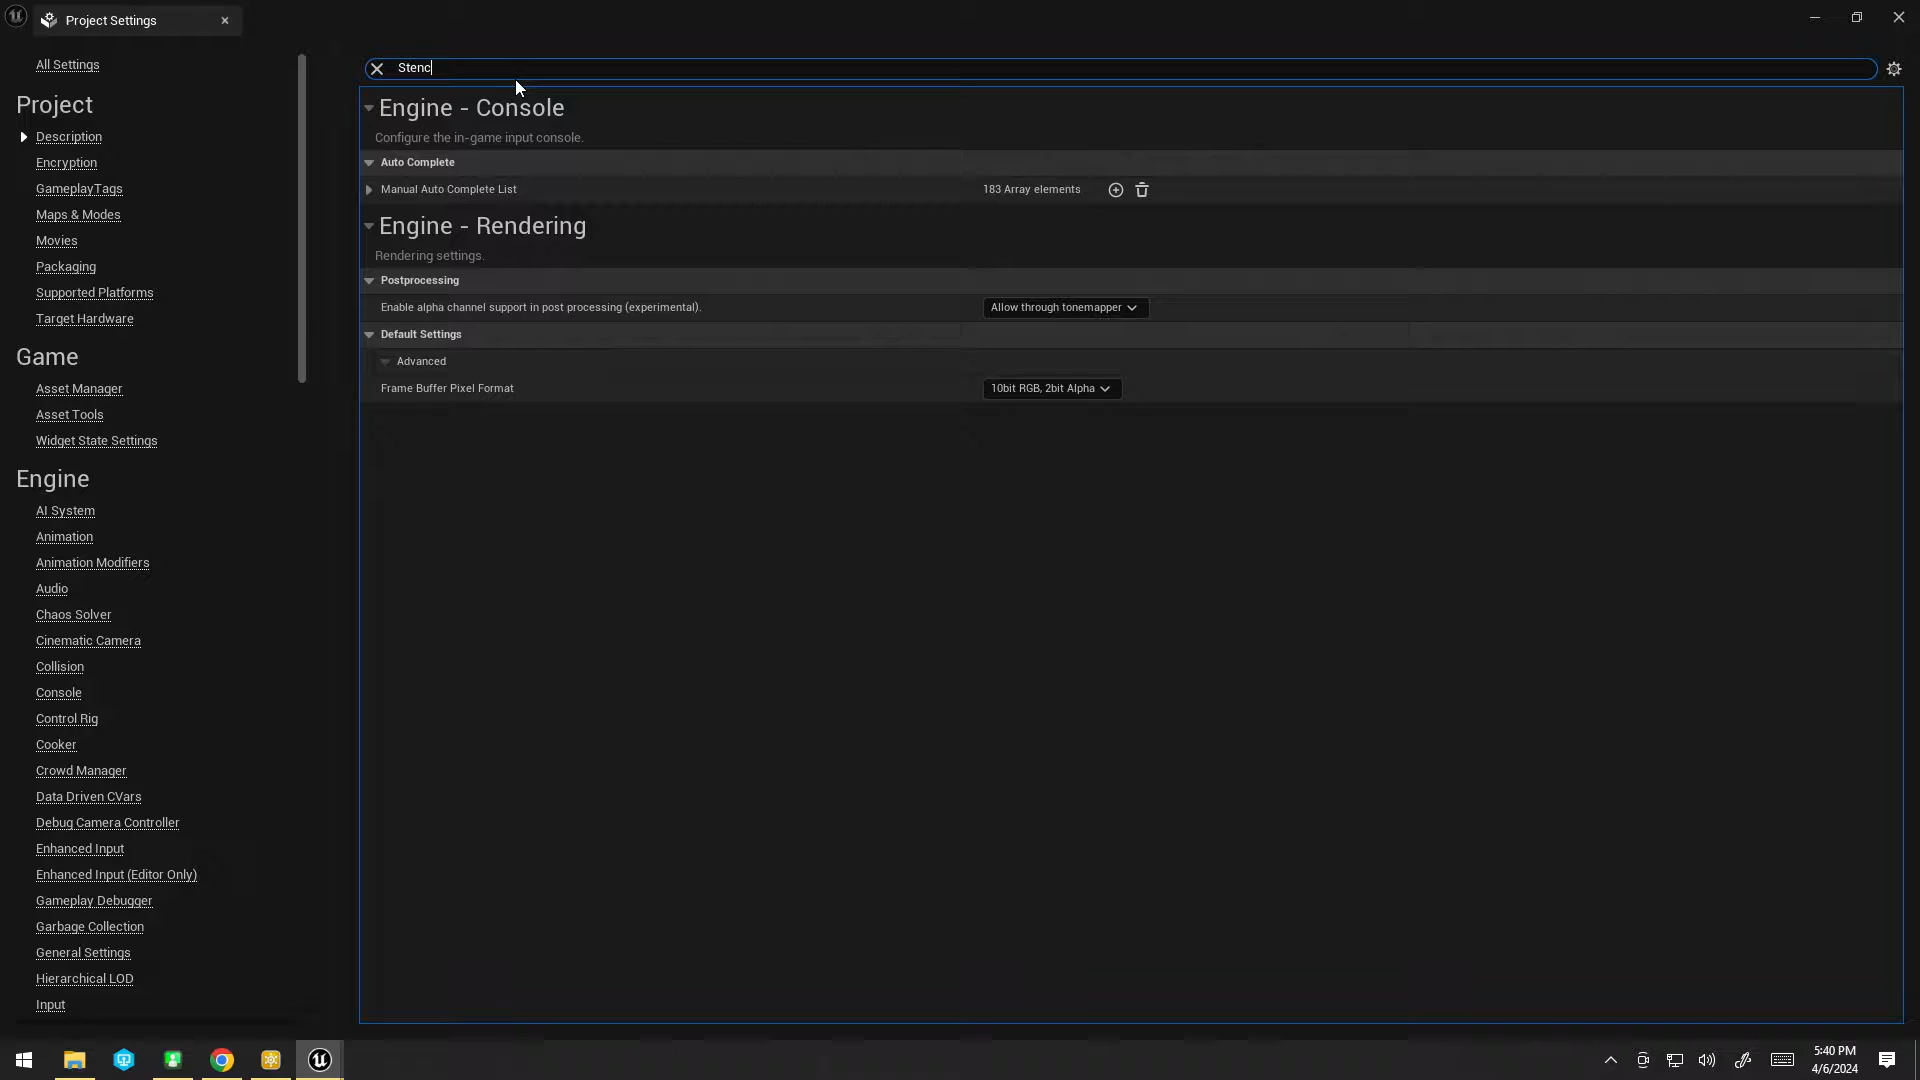 Project Settings
All Settings
Project
Description
Encryption
GameplayTags
Maps & Modes
Movies
Packaging
Supported Platforms
Target Hardware
Game
Asset Manager
Asset Tools
Widget State Settings
Engine
AI System
Animation
Animation Modifiers
Audio
Chaos Solver
Cinematic Camera
Collision
Console
Control Rig
Cooker
Crowd Manager
Data Driven CVars
Debug Camera Controller
Enhanced Input
Enhanced Input (Editor Only)
Gameplay Debugger
Garbage Collection
General Settings
Hierarchical LOD
Input
Stenc
Engine - Console
Configure the in-game input console.
Auto Complete
Manual Auto Complete List 183 Array elements
Engine - Rendering
Rendering settings.
Postprocessing
Enable alpha channel support in post processing (experimental). Allow through tonemapper
Default Settings
Advanced
Frame Buffer Pixel Format 10bit RGB, 2bit Alpha
5:40 PM
4/6/2024